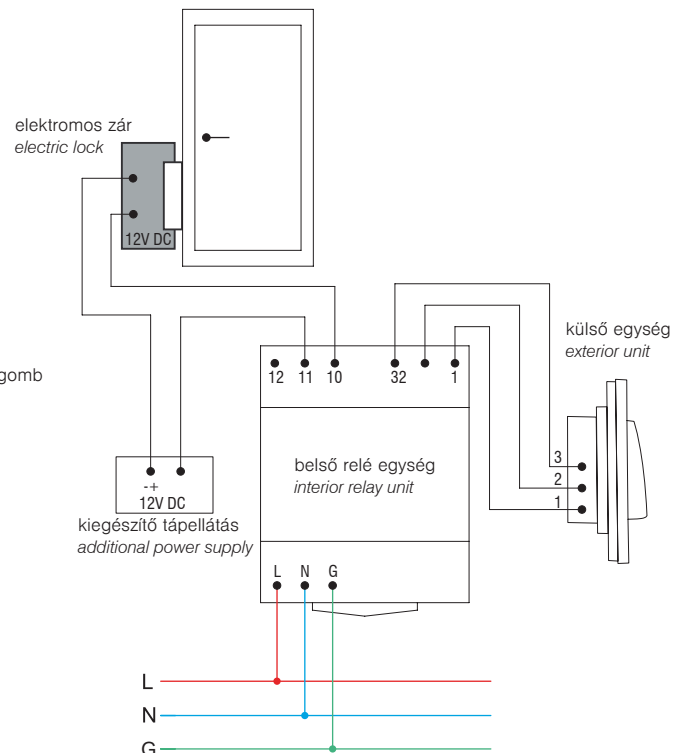 elektromos zár
electric lock
12V DC
külső egység
exterior unit
gomb
12 11 10 32 1
belső relé egység
interior relay unit
3
2
1
-+
12V DC
kiegészítő tápellátás
additional power supply
L N G
L
N
G